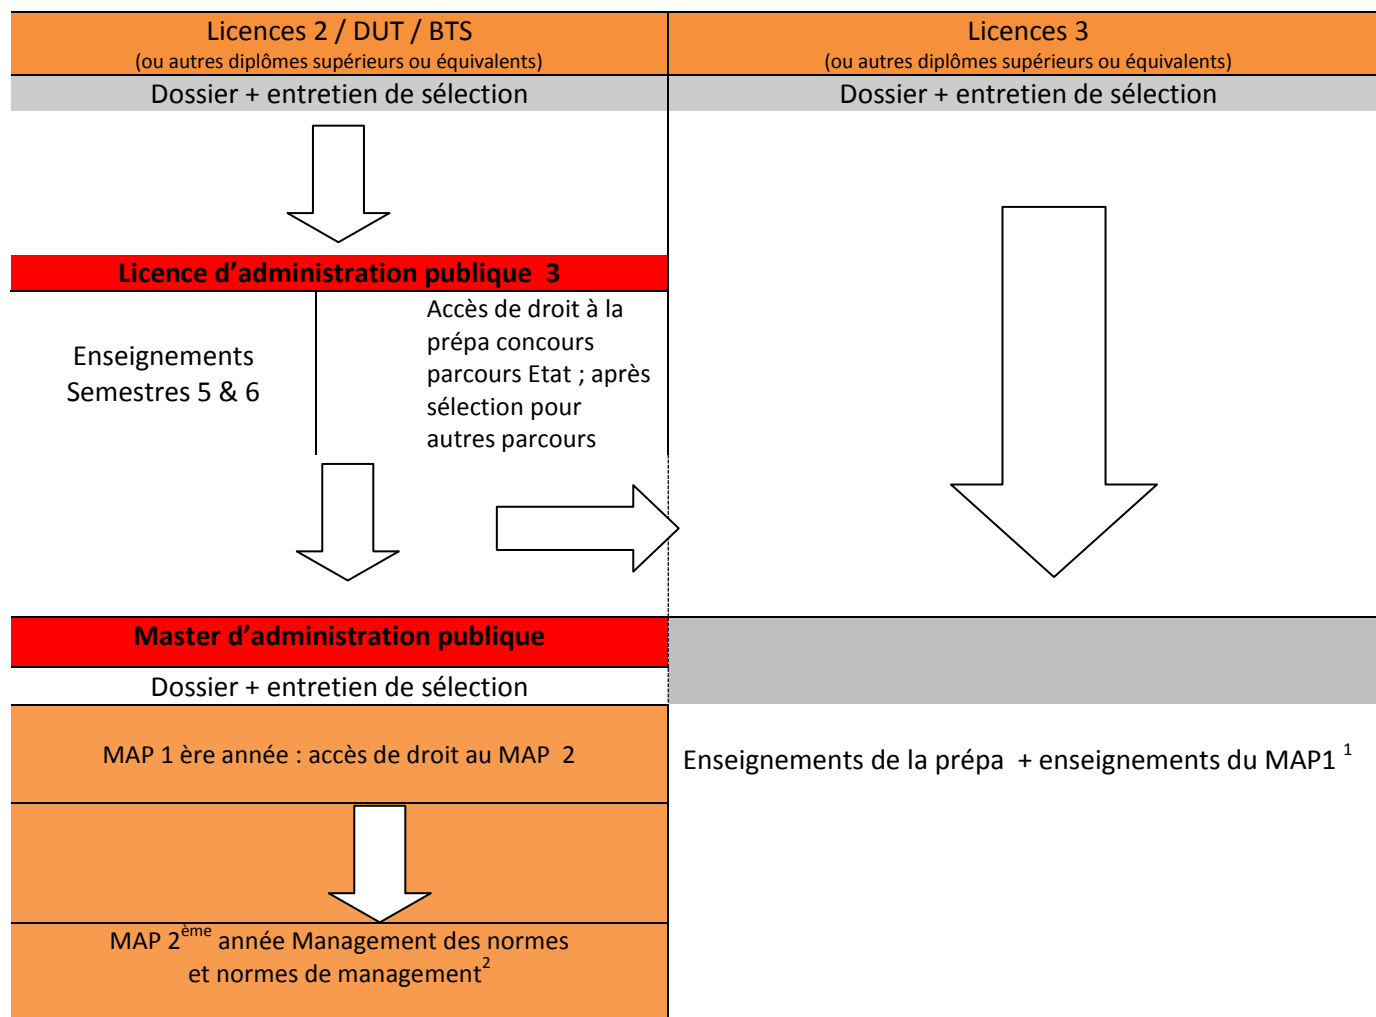 Licences 2 / DUT / BTS
(ou autres diplômes supérieurs ou équivalents)
Licences 3
(ou autres diplômes supérieurs ou équivalents)
Dossier + entretien de sélection
Dossier + entretien de sélection
Licence d’administration publique  3
Enseignements
Semestres 5 & 6
Accès de droit à la
prépa concours
parcours Etat ; après
sélection pour
autres parcours
Master d’administration publique
Dossier + entretien de sélection
MAP 1 ère année : accès de droit au MAP  2
Enseignements de la prépa  + enseignements du MAP1 1
MAP 2ème année Management des normes
et normes de management2